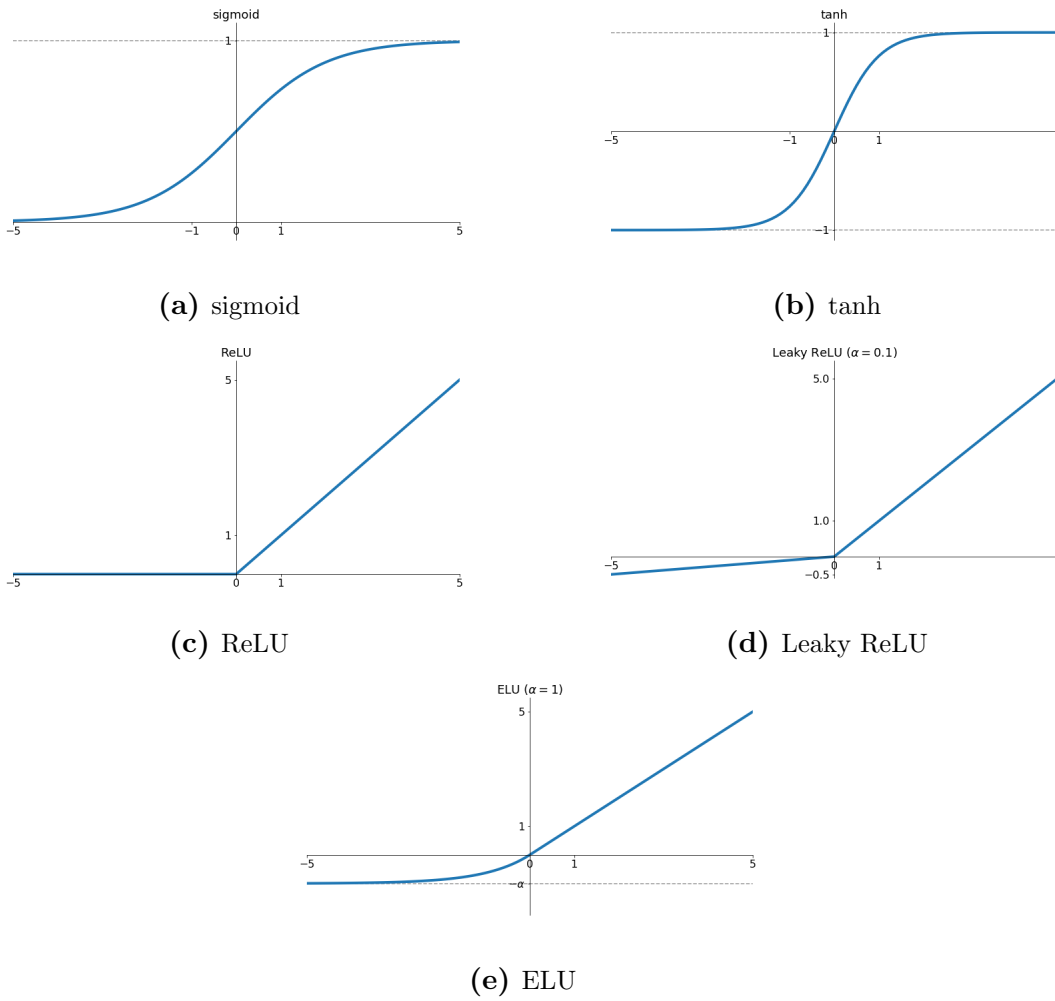 sigmoid
1
−5 −1 0 1 5
(a) sigmoid
tanh
1
−5 −1 0 1
−1
(b) tanh
ReLU
5
1
−5 0 1 5
(c) ReLU
Leaky ReLU (α = 0.1)
5.0
1.0
−5 0 1
−0.5
(d) Leaky ReLU
ELU (α = 1)
5
1
−5 0 1 5
−α
(e) ELU